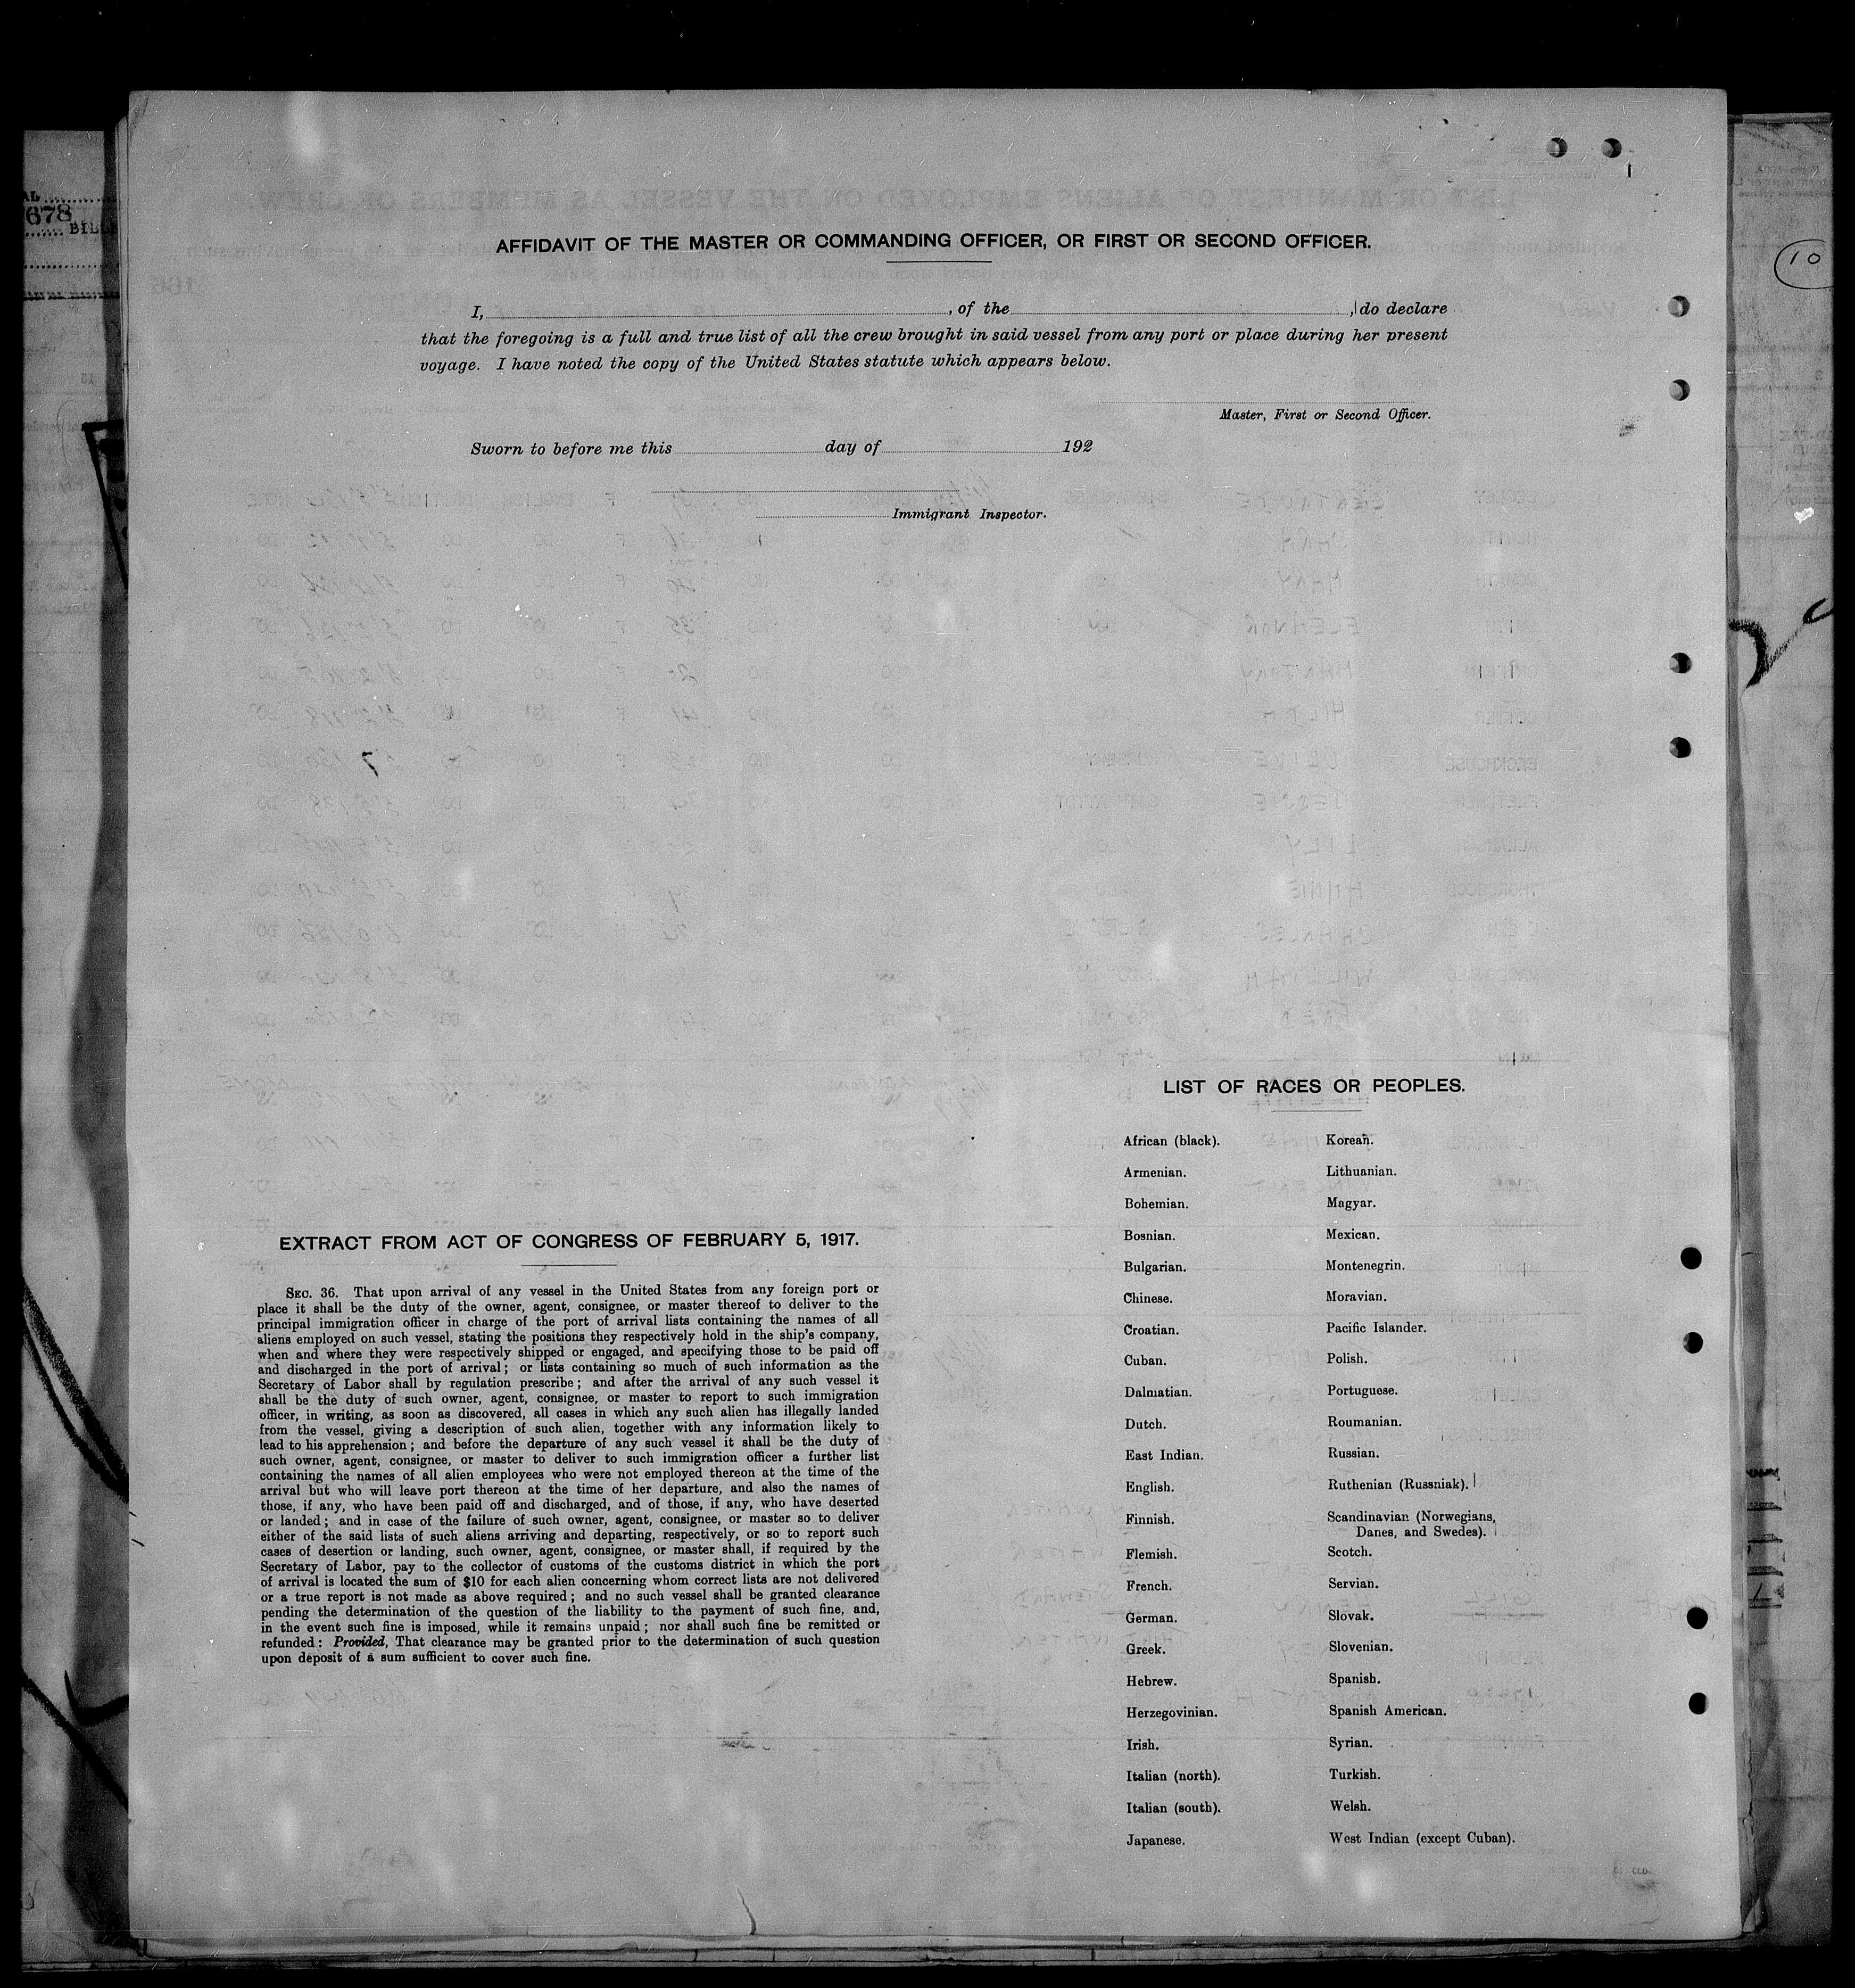 AFFIDAVIT OF THE MASTER OR COMMANDING OFFICER, OR FIRST OR SECOND OFFICER.
I, , of the , do declare
that the foregoing is a full and true list of all the crew brought in said vessel from any port or place during her present
voyage. I have noted the copy of the United States statute which appears below.
Master, First or Second Officer.
Sworn to before me this day of 192
Immigrant Inspector.
EXTRACT FROM ACT OF CONGRESS OF FEBRUARY 5, 1917.
SEC. 36. That upon arrival of any vessel in the United States from any foreign port or
place it shall be the duty of the owner, agent, consignee, or master thereof to deliver to the
principal immigration officer in charge of the port of arrival lists containing the names of all
aliens employed on such vessel, stating the positions they respectively hold in the ship's company,
when and where they were respectively shipped or engaged, and specifying those to be paid off
and discharged in the port of arrival; or lists containing so much of such information as the
Secretary of Labor shall by regulation prescribe; and after the arrival of any such vessel it
shall be the duty of such owner, agent, consignee, or master to report to such immigration
officer, in writing, as soon as discovered, all cases in which any such alien has illegally landed
from the vessel, giving a description of such alien, together with any information likely to
lead to his apprehension; and before the departure of any such vessel it shall be the duty of
such owner, agent, consignee, or master to deliver to such immigration officer a further list
containing the names of all alien employees who were not employed thereon at the time of the
arrival but who will leave port thereon at the time of her departure, and also the names of
those, if any, who have been paid off and discharged, and of those, if any, who have deserted
or landed; and in case of the failure of such owner, agent, consignee, or master so to deliver
either of the said lists of such aliens arriving and departing, respectively, or so to report such
cases of desertion or landing, such owner, agent, consignee, or master shall, if required by the
Secretary of Labor, pay to the collector of customs of the customs district in which the port
of arrival is located the sum of $10 for each alien concerning whom correct lists are not delivered
or a true report is not made as above required; and no such vessel shall be granted clearance
pending the determination of the question of the liability to the payment of such fine, and,
in the event such fine is imposed, while it remains unpaid; nor shall such fine be remitted or
refunded: Provided, That clearance may be granted prior to the determination of such question
upon deposit of a sum sufficient to cover such fine.
LIST OF RACES OR PEOPLES.
African (black).
Armenian.
Bohemian.
Bosnian.
Bulgarian.
Chinese.
Croatian.
Cuban.
Dalmatian.
Dutch.
East Indian.
English.
Finnish.
Flemish.
French.
German.
Greek.
Hebrew.
Herzegovinian.
Irish.
Italian (north).
Italian (south).
Japanese.
Korean.
Lithuanian.
Magyar.
Mexican.
Montenegrin.
Moravian.
Pacific Islander.
Polish.
Portuguese.
Roumanian.
Russian.
Ruthenian (Russniak).
Scandinavian (Norwegians,
Danes, and Swedes).
Scotch.
Servian.
Slovak.
Slovenian.
Spanish.
Spanish American.
Syrian.
Turkish.
Welsh.
West Indian (except Cuban).
678
10